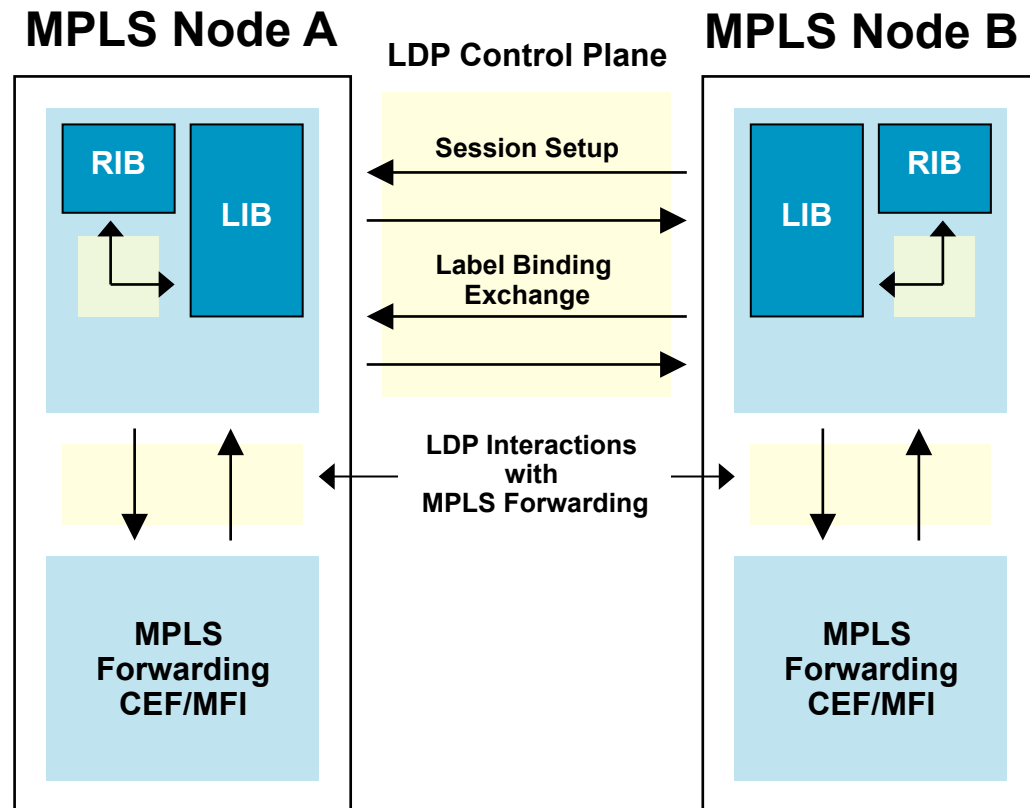 MPLS Node A
LDP Control Plane
MPLS Node B
RIB
LIB
Session Setup
Label Binding
Exchange
LIB
RIB
LDP Interactions
with
MPLS Forwarding
MPLS
Forwarding
CEF/MFI
MPLS
Forwarding
CEF/MFI